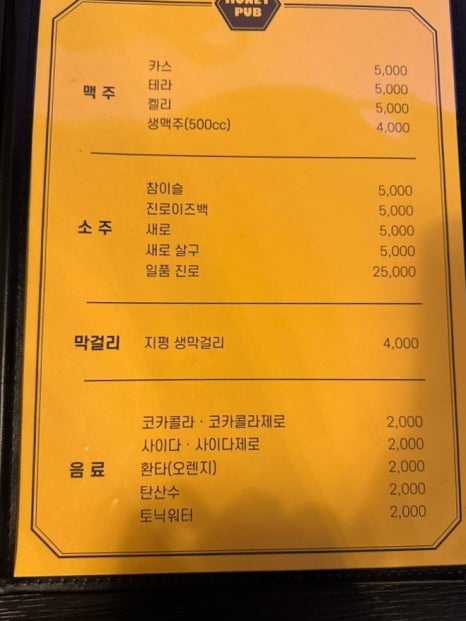 PUB
맥 주
카스 5,000
테라 5,000
켈리 5,000
생맥주(500cc) 4,000
소 주
참이슬 5,000
진로이즈백 5,000
새로 5,000
새로 살구 5,000
일품 진로 25,000
막걸리 지평 생막걸리 4,000
음 료
코카콜라 · 코카콜라제로 2,000
사이다 · 사이다제로 2,000
환타(오렌지) 2,000
탄산수 2,000
토닉워터 2,000